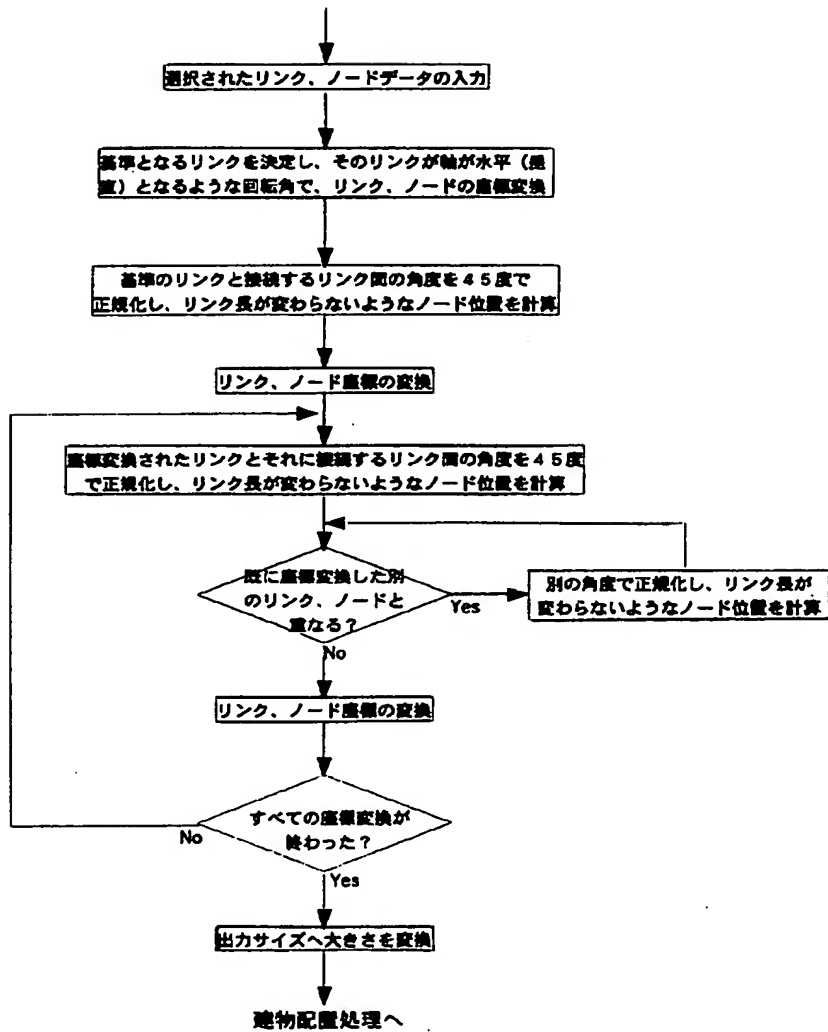 選択されたリンク、ノードデータの入力
基準となるリンクを決定し、そのリンクが軸が水平（垂
直）となるような回転角で、リンク、ノードの座標変換
基準のリンクと接続するリンク間の角度を４５度で
正規化し、リンク長が変わらないようなノード位置を計算
リンク、ノード座標の変換
座標変換されたリンクとそれに接続するリンク間の角度を４５度
で正規化し、リンク長が変わらないようなノード位置を計算
既に座標変換した別
のリンク、ノードと
重なる？
Yes
別の角度で正規化し、リンク長が
変わらないようなノード位置を計算
No
リンク、ノード座標の変換
すべての座標変換が
終わった？
No
Yes
出力サイズへ大きさを変換
建物配置処理へ